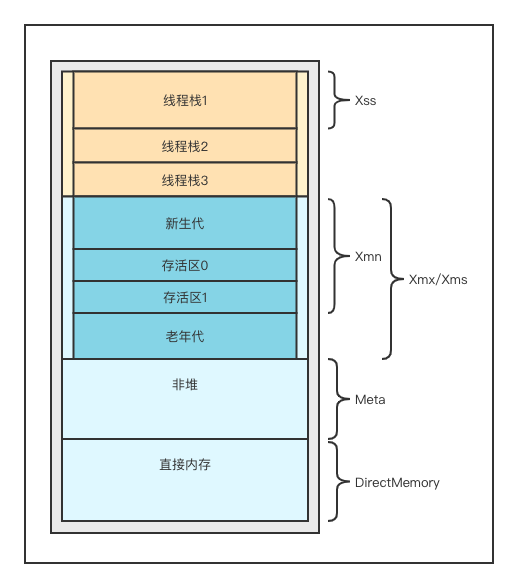 线程栈1
Xss
线程栈2
线程栈3
新生代
Xmn
存活区0
Xmx/Xms
存活区1
老年代
非堆
Meta
直接内存
DirectMemory